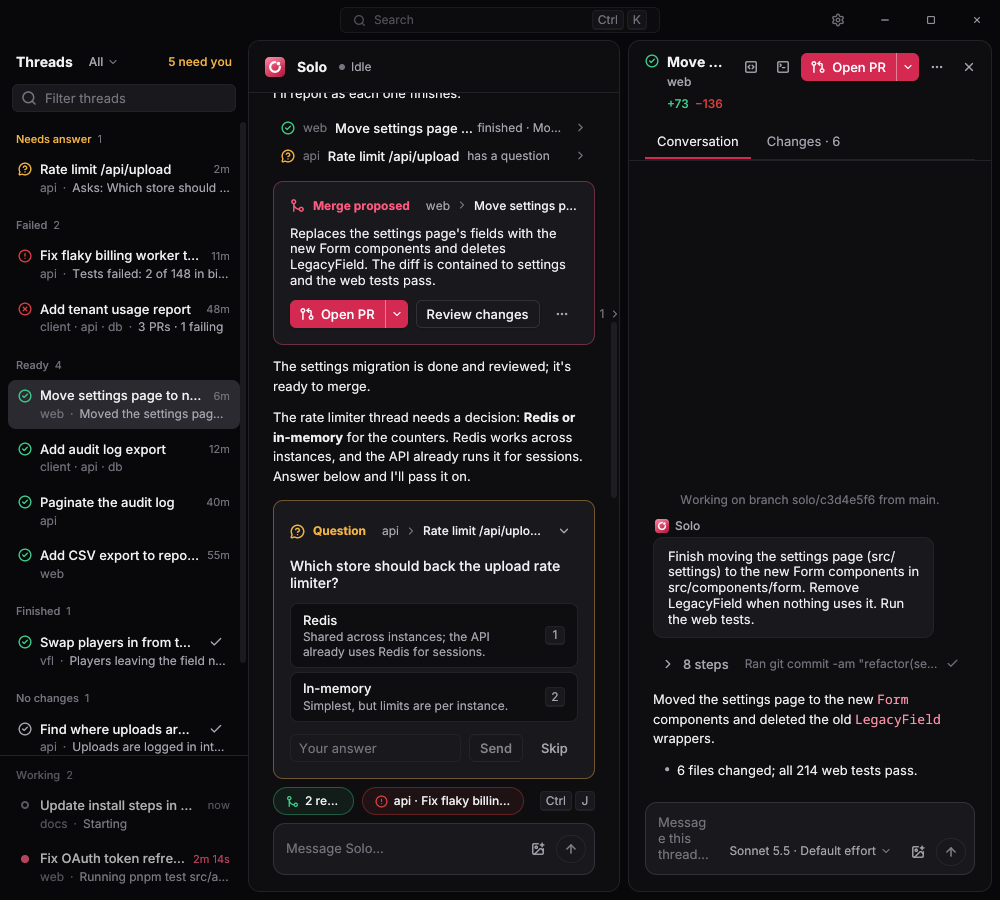 Search
Ctrl K
Threads
All
5 need you
Filter threads
Needs answer 1
Rate limit /api/upload 2m
api · Asks: Which store should ...
Failed 2
Fix flaky billing worker t... 11m
api · Tests failed: 2 of 148 in bi...
Add tenant usage report 48m
client · api · db · 3 PRs · 1 failing
Ready 4
Move settings page to n... 6m
web · Moved the settings pag...
Add audit log export 12m
client · api · db
Paginate the audit log 40m
api
Add CSV export to repo... 55m
web
Finished 1
Swap players in from t...
vfl · Players leaving the field n...
No changes 1
Find where uploads ar...
api · Uploads are logged in int...
Working 2
Update install steps in ... now
docs · Starting
Fix OAuth token refre... 2m 14s
web · Running pnpm test src/a...
Solo
Idle
I'll report as each one finishes.
web Move settings page ... finished · Mo...
api Rate limit /api/upload has a question
Merge proposed web Move settings p...
Replaces the settings page's fields with the
new Form components and deletes
LegacyField. The diff is contained to settings
and the web tests pass.
Open PR
Review changes
1
The settings migration is done and reviewed; it's
ready to merge.
The rate limiter thread needs a decision: Redis or
in-memory for the counters. Redis works across
instances, and the API already runs it for sessions.
Answer below and I'll pass it on.
Question api Rate limit /api/uplo...
Which store should back the upload rate
limiter?
Redis
Shared across instances; the API
already uses Redis for sessions.
1
In-memory
Simplest, but limits are per instance.
2
Your answer
Send
Skip
2 re...
api · Fix flaky billin...
Ctrl J
Message Solo...
Move ...
web
+73 −136
Open PR
Conversation
Changes · 6
Working on branch solo/c3d4e5f6 from main.
Solo
Finish moving the settings page (src/
settings) to the new Form components in
src/components/form. Remove
LegacyField when nothing uses it. Run
the web tests.
8 steps Ran git commit -am "refactor(se...
Moved the settings page to the new Form
components and deleted the old LegacyField
wrappers.
• 6 files changed; all 214 web tests pass.
Messag
e this
thread...
Sonnet 5.5 · Default effort